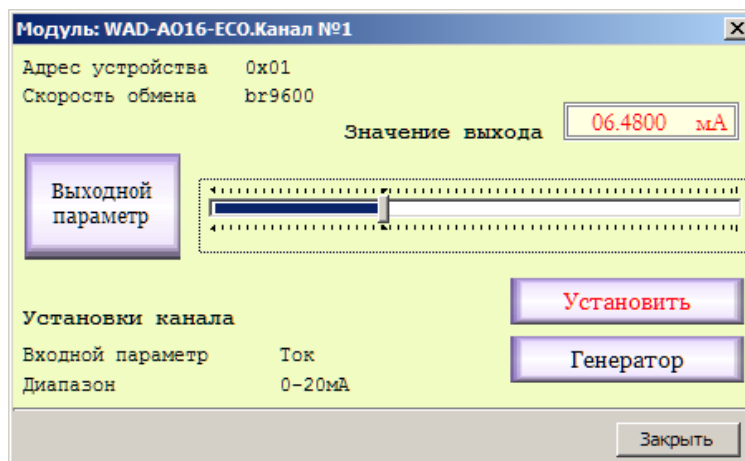 Модуль: WAD-AO16-ECO.Канал №1
Адрес устройства 0x01
Скорость обмена br9600
Значение выхода 06.4800 мА
Выходной
параметр
Установить
Установки канала
Входной параметр Ток
Генератор
Диапазон 0-20мА
Закрыть